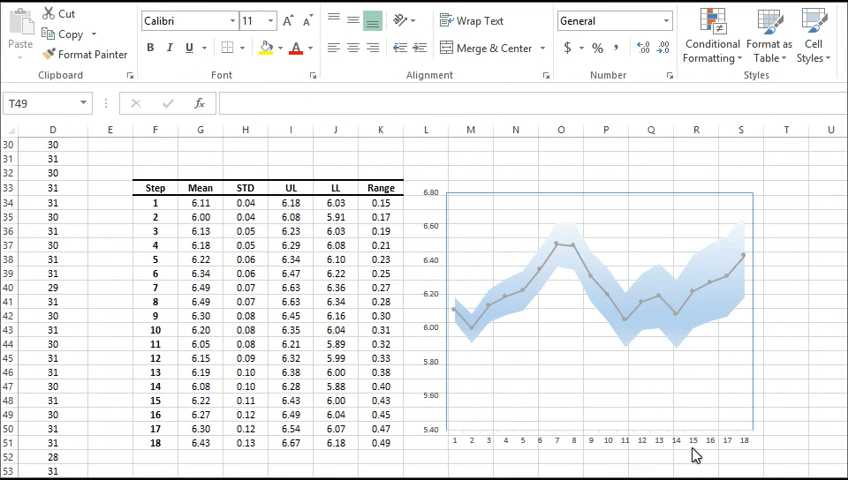 Cut
Copy
Format Painter
Paste
Clipboard
Calibri 11
B I U
Font
Wrap Text
Merge & Center
Alignment
General
$ % ,
Number
Conditional Formatting
Format as Table
Cell Styles
Styles
T49 fx
D E F G H I J K L M N O P Q R S T U
30 30
31 31
32 30
33 31 Step Mean STD UL LL Range
34 31 1 6.11 0.04 6.18 6.03 0.15
35 30 2 6.00 0.04 6.08 5.91 0.17
36 31 3 6.13 0.05 6.23 6.03 0.19
37 30 4 6.18 0.05 6.29 6.08 0.21
38 31 5 6.22 0.06 6.34 6.10 0.23
39 31 6 6.34 0.06 6.47 6.22 0.25
40 29 7 6.49 0.07 6.63 6.36 0.27
41 31 8 6.49 0.07 6.63 6.34 0.28
42 30 9 6.30 0.08 6.45 6.16 0.30
43 31 10 6.20 0.08 6.35 6.04 0.31
44 30 11 6.05 0.08 6.21 5.89 0.32
45 31 12 6.15 0.09 6.32 5.99 0.33
46 31 13 6.19 0.10 6.38 6.00 0.38
47 30 14 6.08 0.10 6.28 5.88 0.40
48 31 15 6.22 0.11 6.43 6.00 0.43
49 30 16 6.27 0.12 6.49 6.04 0.45
50 31 17 6.30 0.12 6.54 6.07 0.47
51 31 18 6.43 0.13 6.67 6.18 0.49
52 28
53 31
6.80
6.60
6.40
6.20
6.00
5.80
5.60
5.40
1 2 3 4 5 6 7 8 9 10 11 12 13 14 15 16 17 18